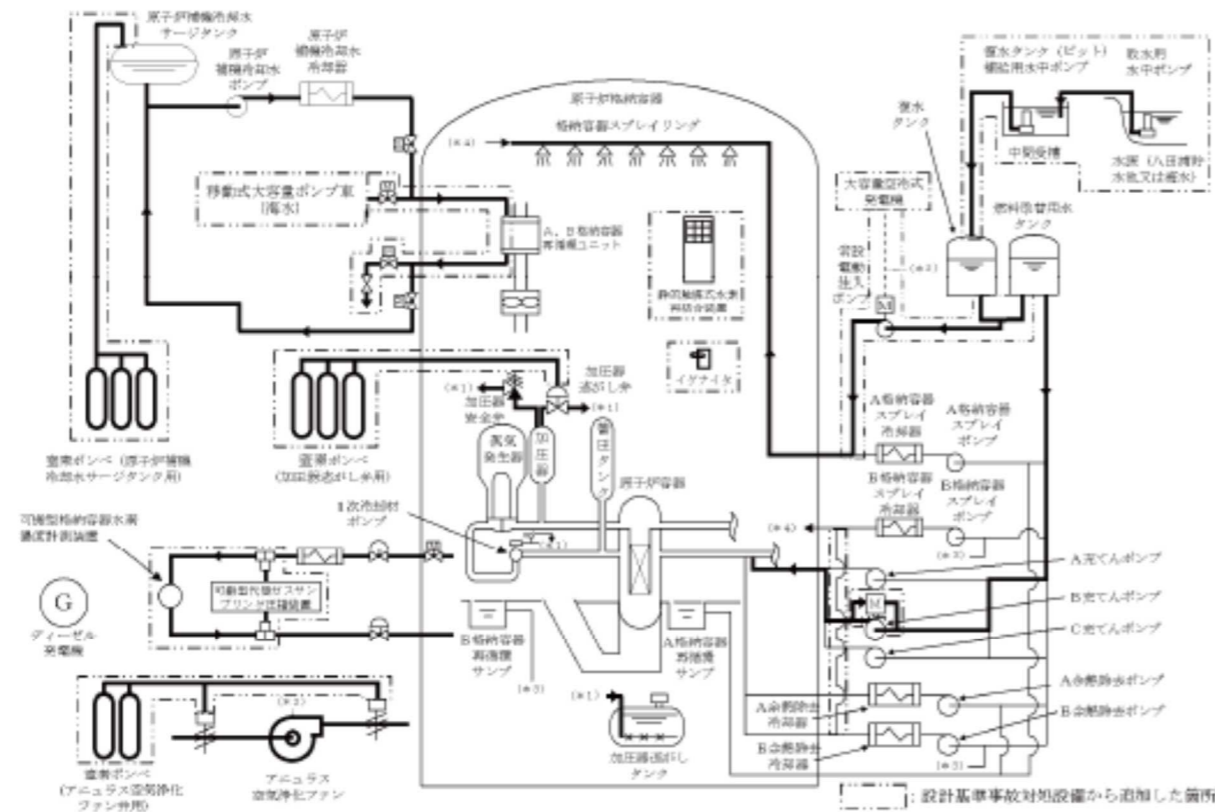 原子炉補機冷却水
サージタンク
原子炉
補機冷却水
ポンプ
原子炉
補機冷却水
冷却器
原子炉格納容器
格納容器スプレイリング
(＊4)
移動式大容量ポンプ車
(海水)
A、B格納容器
再循環ユニット
静的触媒式水素
再結合装置
イグナイタ
復水タンク（ピット）
補給用水中ポンプ
取水用
水中ポンプ
中間受槽
水源（八田浦貯
水池又は海水）
復水
タンク
燃料取替用水
タンク
大容量空冷式
発電機
常設
電動
注入
ポンプ
(＊2)
M
窒素ボンベ（原子炉補機
冷却水サージタンク用）
窒素ボンベ
(加圧器逃がし弁用)
(＊1)
加圧器
安全弁
加圧器
逃がし弁
(＊1)
蒸気
発生器
加圧器
蓄圧タンク
原子炉容器
1次冷却材
ポンプ
A格納容器
スプレイ
冷却器
A格納容器
スプレイ
ポンプ
B格納容器
スプレイ
冷却器
B格納容器
スプレイ
ポンプ
(＊4)
(＊3)
A充てんポンプ
M
B充てんポンプ
C充てんポンプ
A余熱除去ポンプ
A余熱除去
冷却器
B余熱除去ポンプ
B余熱除去
冷却器
(＊3)
可搬型格納容器水素
濃度計測装置
可搬型代替ガスサン
プリング圧縮装置
G
ディーゼル
発電機
B格納容器
再循環
サンプ
(＊3)
A格納容器
再循環
サンプ
(＊1)
加圧器逃がし
タンク
窒素ボンベ
(アニュラス空気浄化
ファン弁用)
(＊2)
アニュラス
空気浄化ファン
：設計基準事故対処設備から追加した箇所